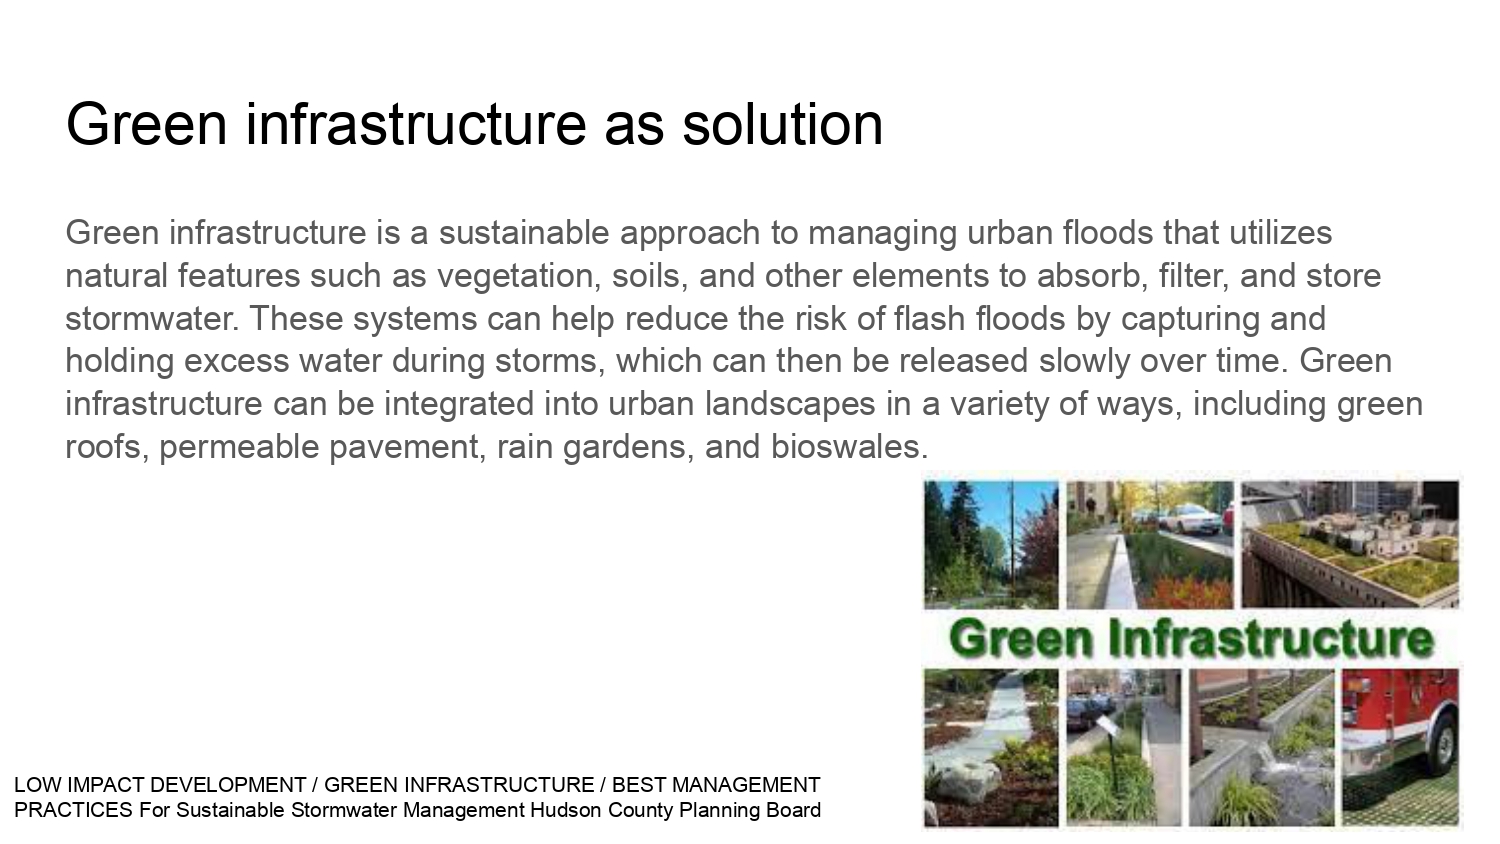 Green infrastructure as solution
Green infrastructure is a sustainable approach to managing urban floods that utilizes
natural features such as vegetation, soils, and other elements to absorb, filter, and store
stormwater. These systems can help reduce the risk of flash floods by capturing and
holding excess water during storms, which can then be released slowly over time. Green
infrastructure can be integrated into urban landscapes in a variety of ways, including green
roofs, permeable pavement, rain gardens, and bioswales.
Green Infrastructure
LOW IMPACT DEVELOPMENT / GREEN INFRASTRUCTURE / BEST MANAGEMENT
PRACTICES For Sustainable Stormwater Management Hudson County Planning Board